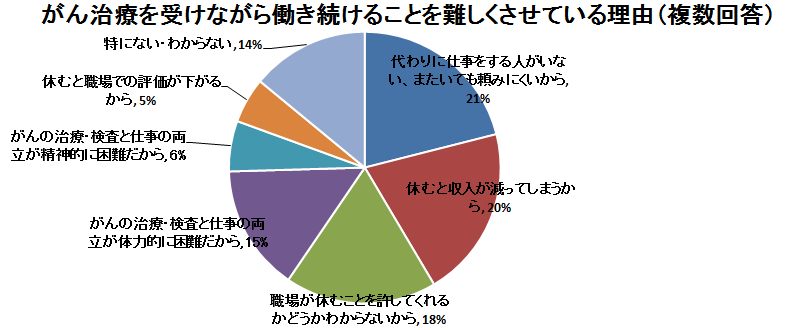 がん治療を受けながら働き続けることを難しくさせている理由（複数回答）
代わりに仕事をする人がいな
い、またいても頼みにくいから,
21%
休むと収入が減ってしまうか
ら, 20%
職場が休むことを許してくれる
かどうかわからないから, 18%
がんの治療・検査と仕事の両
立が体力的に困難だから, 15%
がんの治療・検査と仕事の両
立が精神的に困難だから, 6%
休むと職場での評価が下がる
から, 5%
特にない・わからない, 14%